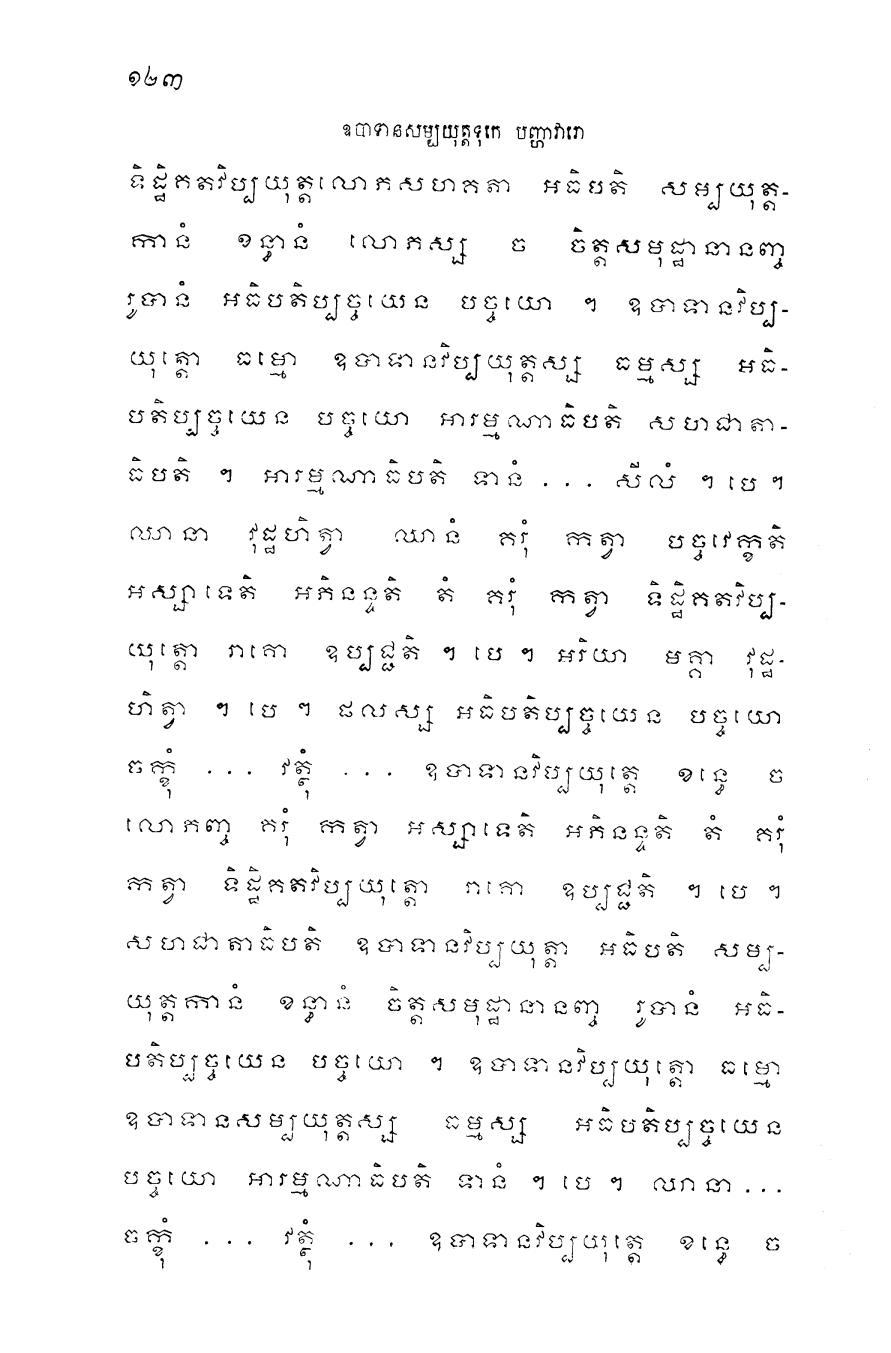 ១២៣
ឧបាទានសម្បយុត្តទុកេ បញ្ហាវារោ
ទិដ្ឋិគតវិប្បយុត្តលោភសហគតា អធិបតិ សម្បយុត្ត-
កានំ ខន្ធានំ លោភស្ស ច ចិត្តសមុដ្ឋានានញ្ច
រូបានំ អធិបតិប្បច្ចយេន បច្ចយោ ។ ឧបាទានវិប្ប-
យុត្តោ ធម្មោ ឧបាទានវិប្បយុត្តស្ស ធម្មស្ស អធិ-
បតិប្បច្ចយេន បច្ចយោ អារម្មណាធិបតិ សហជាតា-
ធិបតិ ។ អារម្មណាធិបតិ ទានំ ... សីលំ ។ បេ ។
ឈានា វុដ្ឋហិត្វា ឈានំ គរុំ កត្វា បច្ចវេក្ខតិ
អស្សាទេតិ អភិនន្ទតិ តំ គរុំ កត្វា ទិដ្ឋិគតវិប្ប-
យុត្តោ រាគោ ឧប្បជ្ជតិ ។ បេ ។ អរិយា មគ្គា វុដ្ឋ-
ហិត្វា ។ បេ ។ ផលស្ស អធិបតិប្បច្ចយេន បច្ចយោ
ចក្ខុំ ... វត្ថុំ ... ឧបាទានវិប្បយុត្តេ ខន្ធេ ច
លោភញ្ច គរុំ កត្វា អស្សាទេតិ អភិនន្ទតិ តំ គរុំ
កត្វា ទិដ្ឋិគតវិប្បយុត្តោ រាគោ ឧប្បជ្ជតិ ។ បេ ។
សហជាតាធិបតិ ឧបាទានវិប្បយុត្តា អធិបតិ សម្ប-
យុត្តកានំ ខន្ធានំ ចិត្តសមុដ្ឋានានញ្ច រូបានំ អធិ-
បតិប្បច្ចយេន បច្ចយោ ។ ឧបាទានវិប្បយុត្តោ ធម្មោ
ឧបាទានសម្បយុត្តស្ស ធម្មស្ស អធិបតិប្បច្ចយេន
បច្ចយោ អារម្មណាធិបតិ ទានំ ។ បេ ។ ឈានា ...
ចក្ខុំ ... វត្ថុំ ... ឧបាទានវិប្បយុត្តេ ខន្ធេ ច